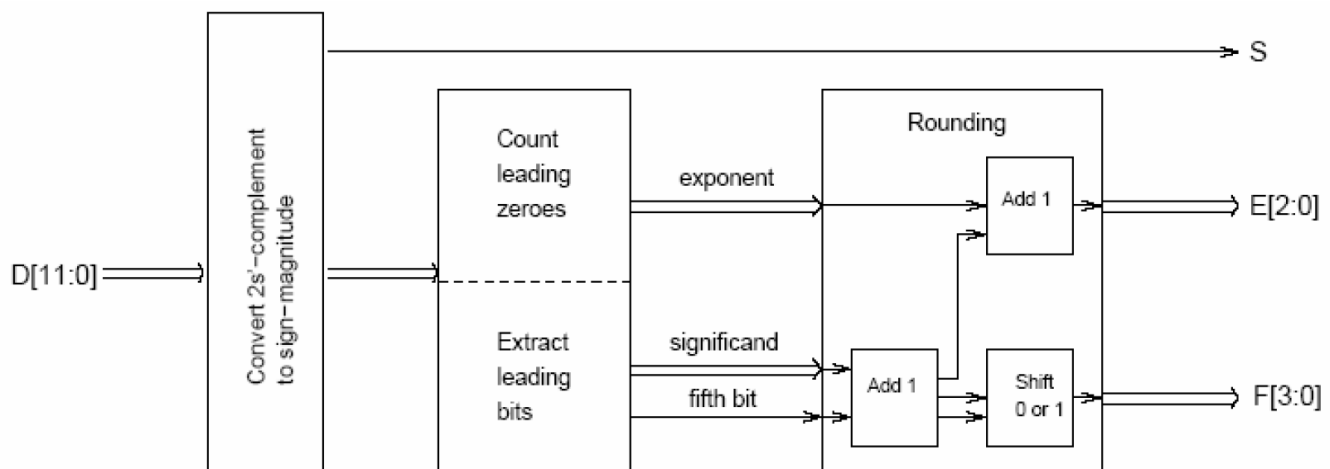 S
Convert 2s'-complement
to sign-magnitude
Count
leading
zeroes
Rounding
exponent
Add 1
E[2:0]
D[11:0]
Extract
leading
bits
significand
fifth bit
Add 1
Shift
0 or 1
F[3:0]